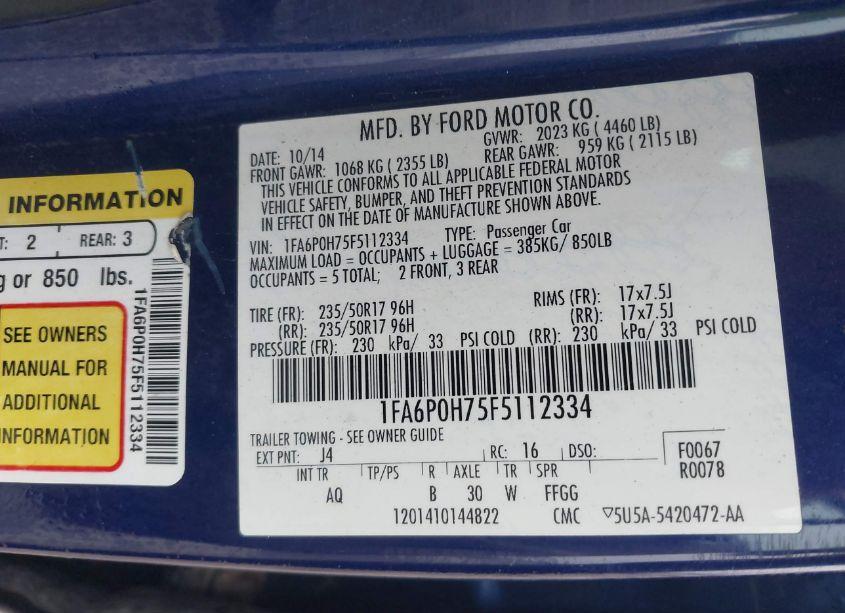 INFORMATION
T: 2 REAR: 3
g or 850 lbs.
SEE OWNERS
MANUAL FOR
ADDITIONAL
INFORMATION
1FA6P0H75F5112334
MFD. BY FORD MOTOR CO.
DATE: 10/14 GVWR: 2023 KG ( 4460 LB)
FRONT GAWR: 1068 KG ( 2355 LB) REAR GAWR: 959 KG ( 2115 LB)
THIS VEHICLE CONFORMS TO ALL APPLICABLE FEDERAL MOTOR
VEHICLE SAFETY, BUMPER, AND THEFT PREVENTION STANDARDS
IN EFFECT ON THE DATE OF MANUFACTURE SHOWN ABOVE.
VIN: 1FA6P0H75F5112334 TYPE: Passenger Car
MAXIMUM LOAD = OCCUPANTS + LUGGAGE = 385KG/ 850LB
OCCUPANTS = 5 TOTAL; 2 FRONT, 3 REAR
TIRE (FR): 235/50R17 96H RIMS (FR): 17x7.5J
(RR): 235/50R17 96H (RR): 17x7.5J
PRESSURE (FR): 230 kPa/ 33 PSI COLD (RR): 230 kPa/ 33 PSI COLD
1FA6P0H75F5112334
TRAILER TOWING - SEE OWNER GUIDE
EXT PNT: J4 RC: 16 DSO: F0067
R0078
INT TR TP/PS R AXLE TR SPR
AQ B 30 W FFGG
1201410144822 CMC ▽5U5A-5420472-AA